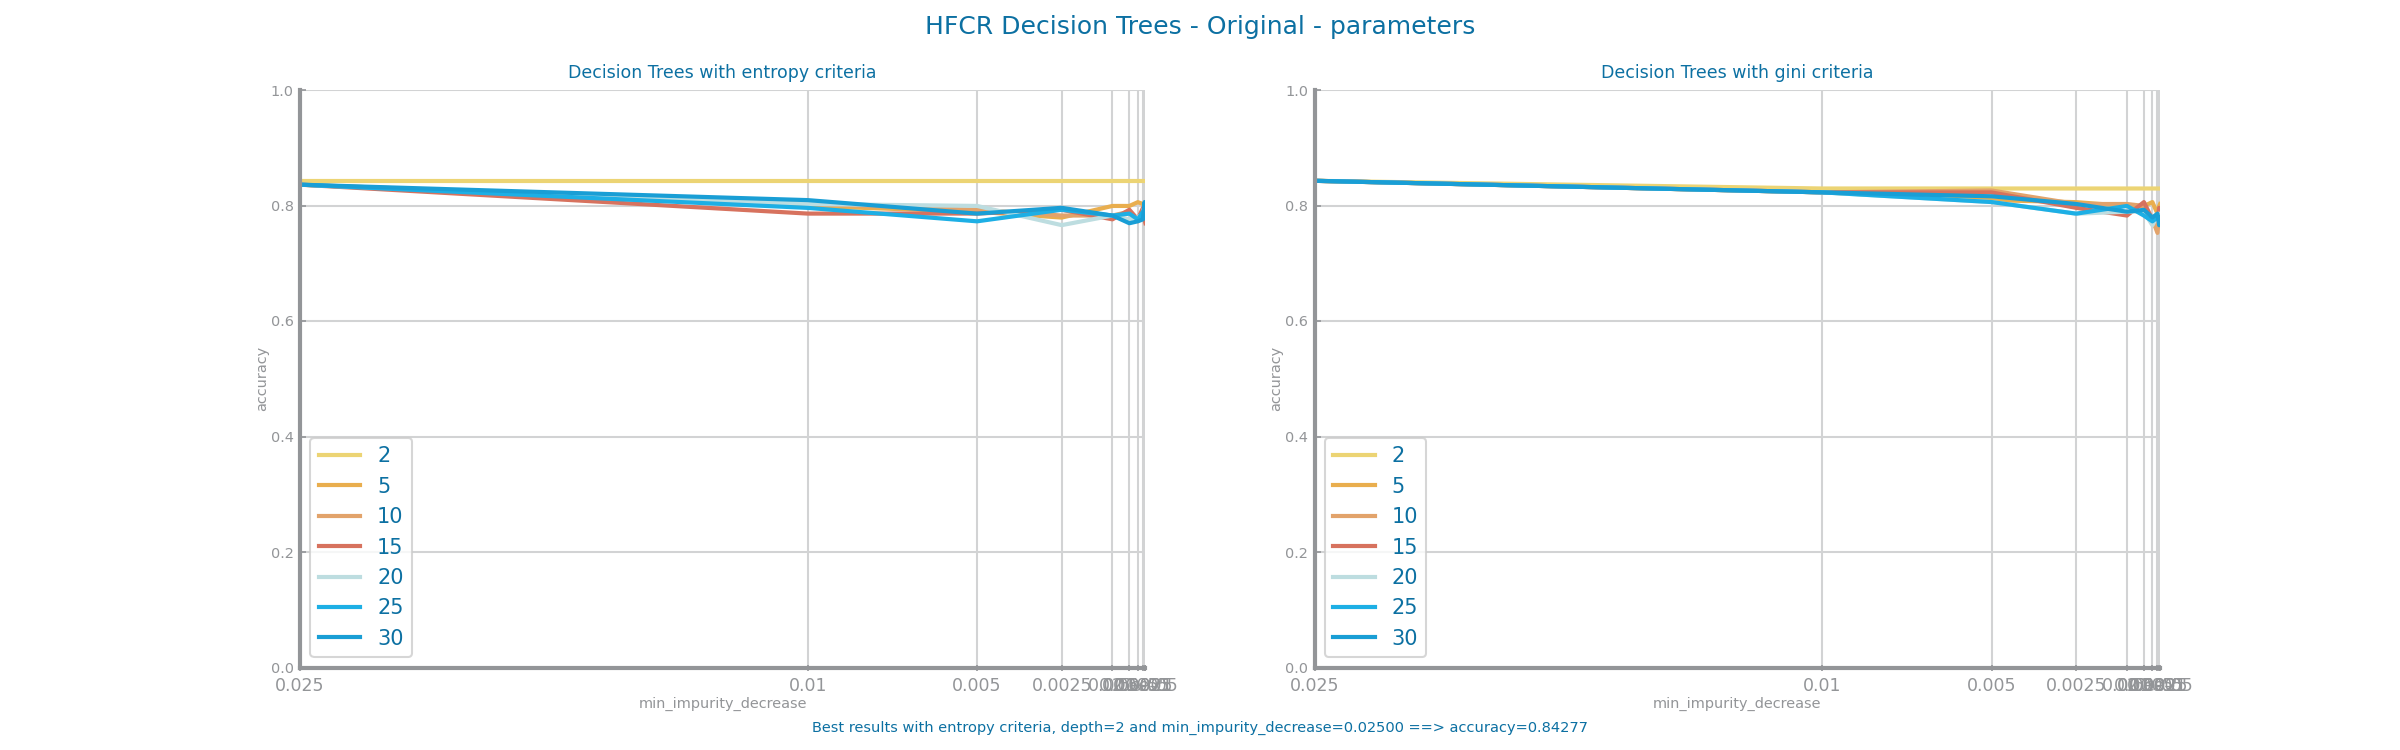 HFCR Decision Trees - Original - parameters
Decision Trees with entropy criteria
1.0
0.8
0.6
0.4
0.2
0.0
accuracy
2
5
10
15
20
25
30
0.025 0.01 0.005 0.0025
min_impurity_decrease
Decision Trees with gini criteria
1.0
0.8
0.6
0.4
0.2
0.0
accuracy
2
5
10
15
20
25
30
0.025 0.01 0.005 0.0025
min_impurity_decrease
Best results with entropy criteria, depth=2 and min_impurity_decrease=0.02500 ==> accuracy=0.84277